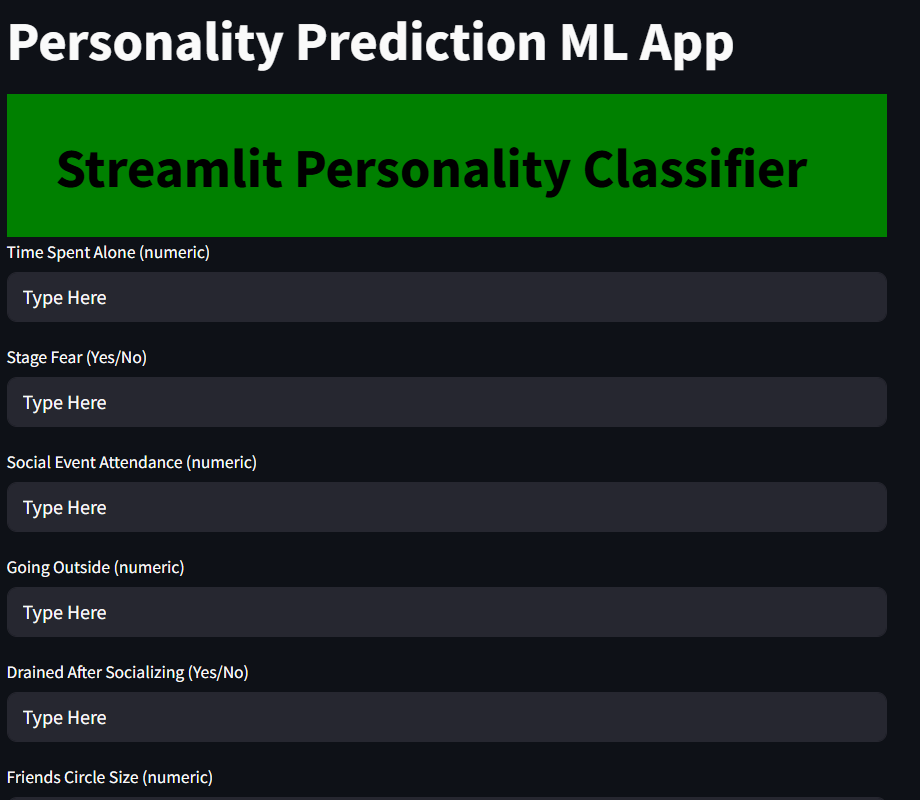 Personality Prediction ML App
Streamlit Personality Classifier
Time Spent Alone (numeric)
Type Here
Stage Fear (Yes/No)
Type Here
Social Event Attendance (numeric)
Type Here
Going Outside (numeric)
Type Here
Drained After Socializing (Yes/No)
Type Here
Friends Circle Size (numeric)